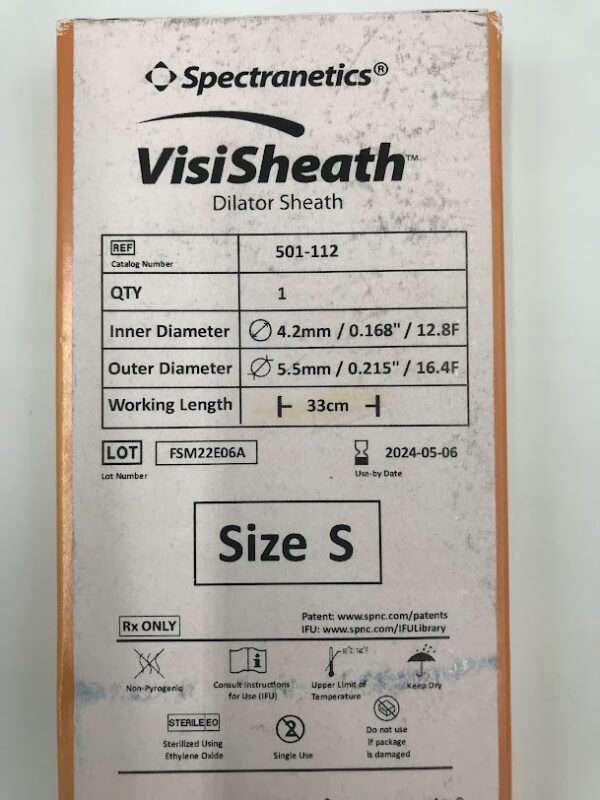 Spectranetics®
VisiSheath™
Dilator Sheath
REF 501-112
Catalog Number
QTY 1
Inner Diameter 4.2mm / 0.168" / 12.8F
Outer Diameter 5.5mm / 0.215" / 16.4F
Working Length 33cm
LOT FSM22E06A 2024-05-06
Lot Number Use-by Date
Size S
Rx ONLY
Patent: www.spnc.com/patents
IFU: www.spnc.com/IFULibrary
Non-Pyrogenic
Consult Instructions
for Use (IFU)
Upper Limit of
Temperature
Keep Dry
STERILE EO
Sterilized Using
Ethylene Oxide
2
Single Use
Do not use
if package
is damaged